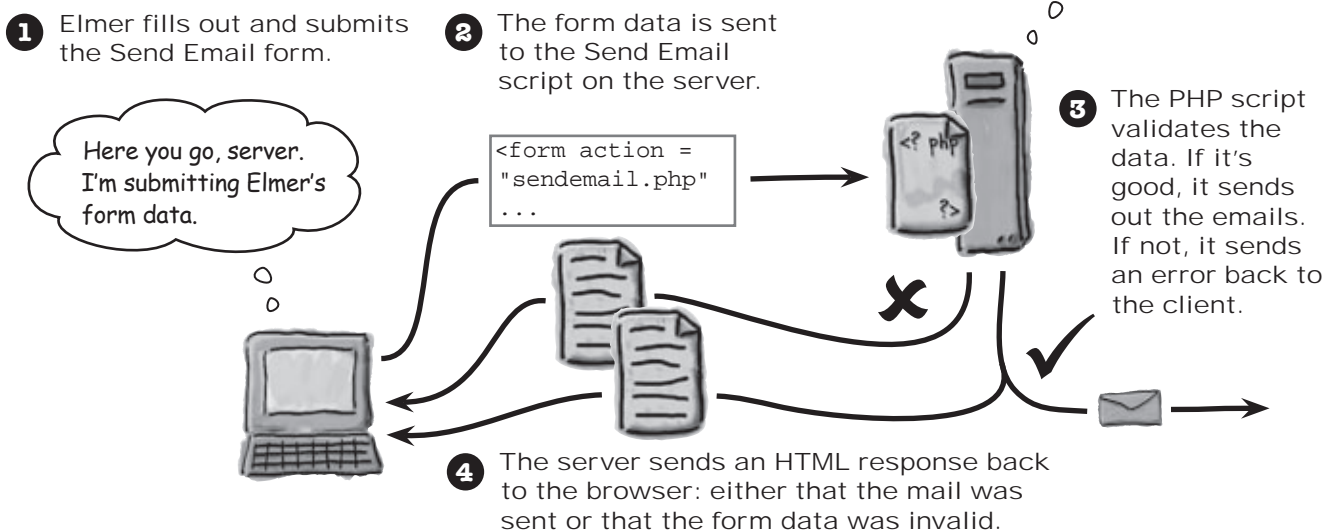 1 Elmer fills out and submits
the Send Email form.
2 The form data is sent
to the Send Email
script on the server.
Here you go, server.
I'm submitting Elmer's
form data.
<form action =
"sendemail.php"
...
<? php
?>
3 The PHP script
validates the
data. If it's
good, it sends
out the emails.
If not, it sends
an error back to
the client.
4 The server sends an HTML response back
to the browser: either that the mail was
sent or that the form data was invalid.